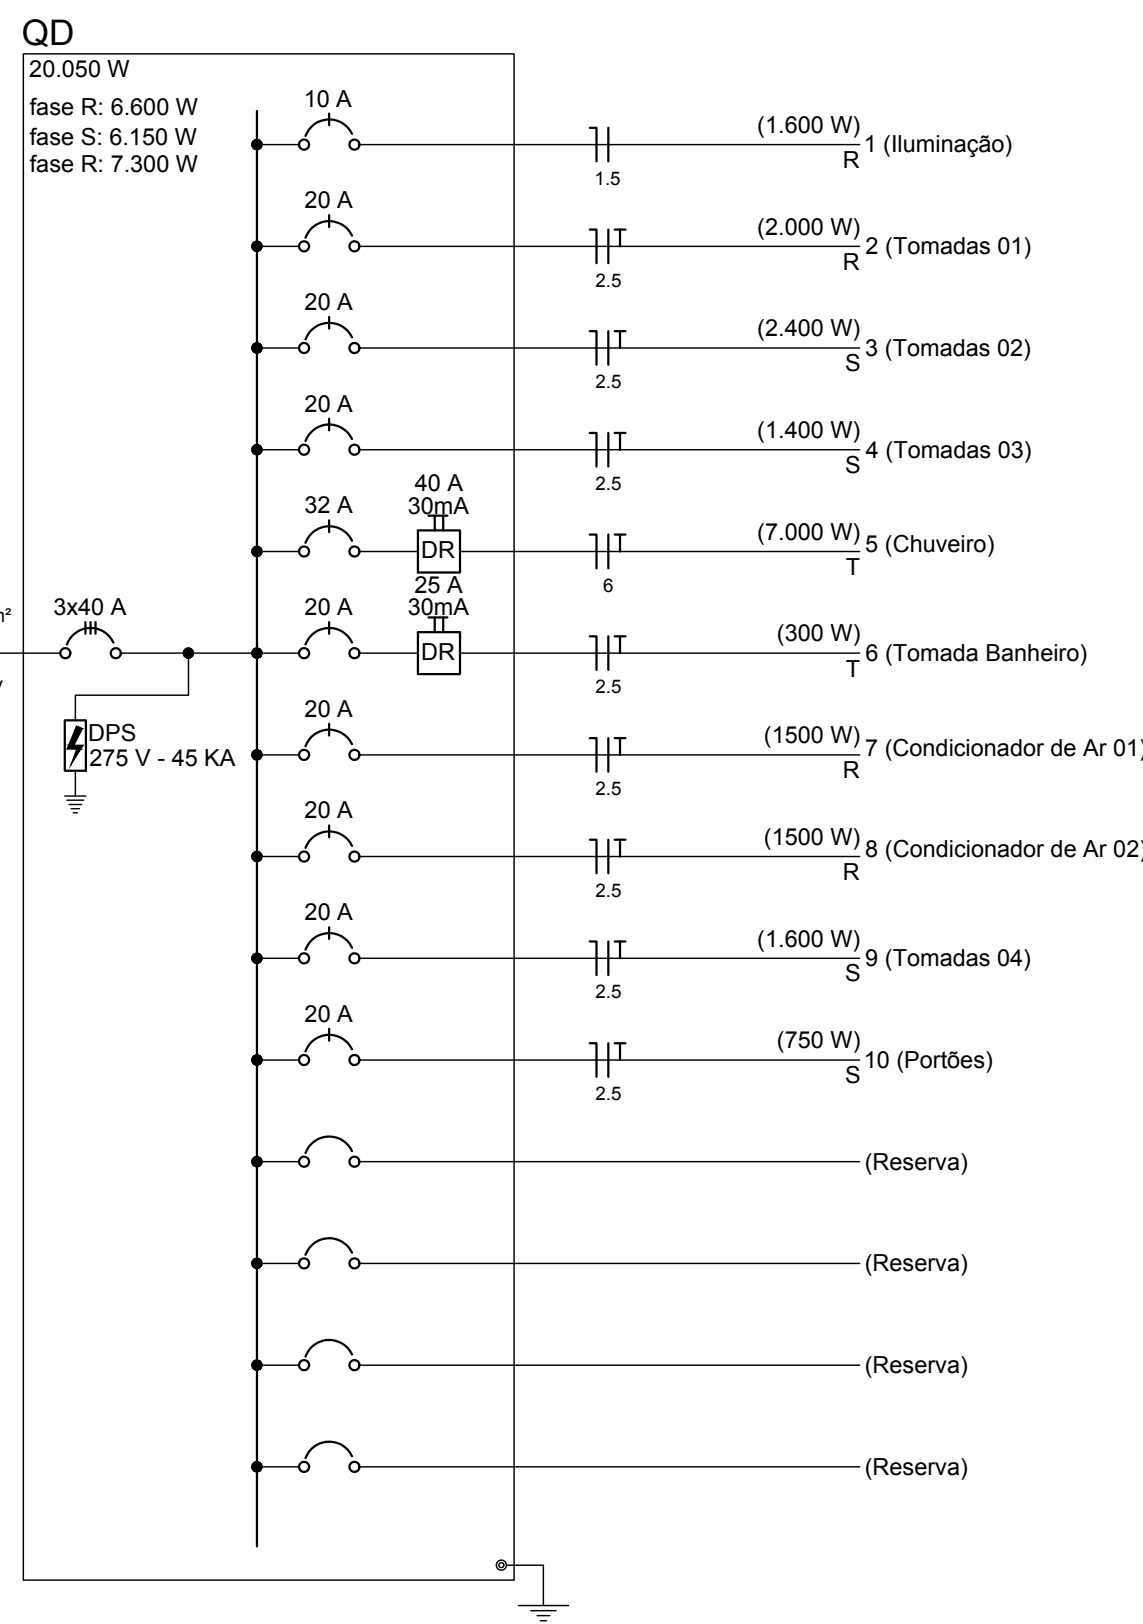 QD
20.050 W
fase R: 6.600 W
fase S: 6.150 W
fase R: 7.300 W
10 A
1.5
(1.600 W)
R
1 (Iluminação)
20 A
2.5
(2.000 W)
R
2 (Tomadas 01)
20 A
2.5
(2.400 W)
S
3 (Tomadas 02)
20 A
2.5
(1.400 W)
S
4 (Tomadas 03)
32 A
40 A
30mA
DR
6
(7.000 W)
T
5 (Chuveiro)
3x40 A
20 A
25 A
30mA
DR
2.5
(300 W)
T
6 (Tomada Banheiro)
DPS
275 V - 45 KA
20 A
2.5
(1500 W)
R
7 (Condicionador de Ar 01)
20 A
2.5
(1500 W)
R
8 (Condicionador de Ar 02)
20 A
2.5
(1.600 W)
S
9 (Tomadas 04)
20 A
2.5
(750 W)
S
10 (Portões)
(Reserva)
(Reserva)
(Reserva)
(Reserva)